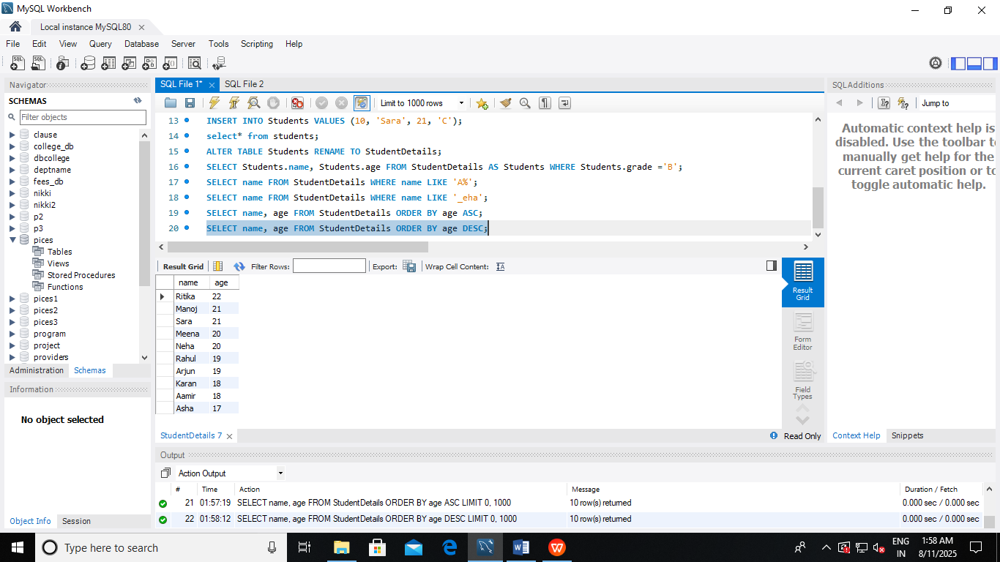 MySQL Workbench
Local instance MySQL80
File Edit View Query Database Server Tools Scripting Help
Navigator
SCHEMAS
Filter objects
clause
college_db
dbcollege
deptname
fees_db
nikki
nikki2
p2
p3
pices
Tables
Views
Stored Procedures
Functions
pices1
pices2
pices3
program
project
providers
Administration Schemas
Information
No object selected
Object Info Session
SQL File 1* SQL File 2
Limit to 1000 rows
13 INSERT INTO Students VALUES (10, 'Sara', 21, 'C');
14 select* from students;
15 ALTER TABLE Students RENAME TO StudentDetails;
16 SELECT Students.name, Students.age FROM StudentDetails AS Students WHERE Students.grade ='B';
17 SELECT name FROM StudentDetails WHERE name LIKE 'A%';
18 SELECT name FROM StudentDetails WHERE name LIKE '_eha';
19 SELECT name, age FROM StudentDetails ORDER BY age ASC;
20 SELECT name, age FROM StudentDetails ORDER BY age DESC;
Result Grid Filter Rows: Export: Wrap Cell Content:
name age
Ritika 22
Manoj 21
Sara 21
Meena 20
Neha 20
Rahul 19
Arjun 19
Karan 18
Aamir 18
Asha 17
Result
Grid
Form
Editor
Field
Types
StudentDetails 7
Read Only
SQLAdditions
Jump to
Automatic context help is
disabled. Use the toolbar to
manually get help for the
current caret position or to
toggle automatic help.
Context Help Snippets
Output
Action Output
# Time Action Message Duration / Fetch
21 01:57:19 SELECT name, age FROM StudentDetails ORDER BY age ASC LIMIT 0, 1000 10 row(s) returned 0.000 sec / 0.000 sec
22 01:58:12 SELECT name, age FROM StudentDetails ORDER BY age DESC LIMIT 0, 1000 10 row(s) returned 0.000 sec / 0.000 sec
Type here to search
ENG
IN
1:58 AM
8/11/2025